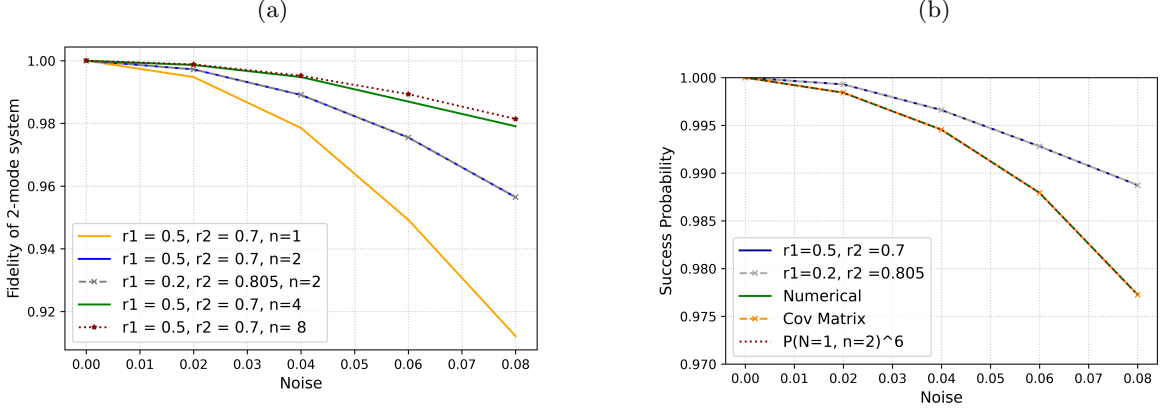 (a)
Fidelity of 2-mode system
1.00
0.98
0.96
0.94
0.92
r1 = 0.5, r2 = 0.7, n=1
r1 = 0.5, r2 = 0.7, n=2
r1 = 0.2, r2 = 0.805, n=2
r1 = 0.5, r2 = 0.7, n=4
r1 = 0.5, r2 = 0.7, n= 8
0.00 0.01 0.02 0.03 0.04 0.05 0.06 0.07 0.08
Noise
(b)
Success Probability
1.000
0.995
0.990
0.985
0.980
0.975
0.970
r1=0.5, r2 =0.7
r1=0.2, r2 =0.805
Numerical
Cov Matrix
P(N=1, n=2)^6
0.00 0.01 0.02 0.03 0.04 0.05 0.06 0.07 0.08
Noise